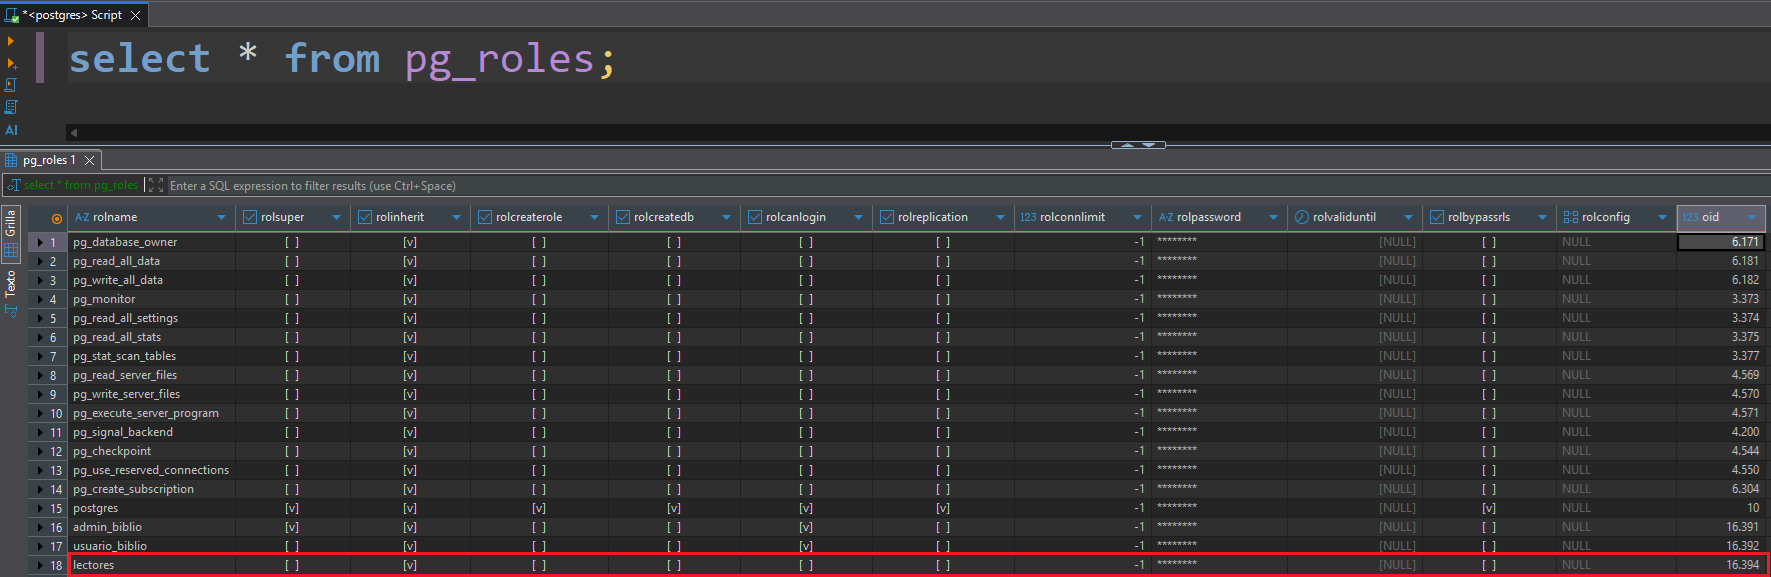 *<postgres> Script
select * from pg_roles;
AI
pg_roles 1
select * from pg_roles Enter a SQL expression to filter results (use Ctrl+Space)
Grilla
Texto
A-Z rolname rolsuper rolinherit rolcreaterole rolcreatedb rolcanlogin rolreplication 123 rolconnlimit A-Z rolpassword rolvaliduntil rolbypassrls rolconfig 123 oid
1 pg_database_owner [ ] [v] [ ] [ ] [ ] [ ] -1 ******** [NULL] [ ] NULL 6.171
2 pg_read_all_data [ ] [v] [ ] [ ] [ ] [ ] -1 ******** [NULL] [ ] NULL 6.181
3 pg_write_all_data [ ] [v] [ ] [ ] [ ] [ ] -1 ******** [NULL] [ ] NULL 6.182
4 pg_monitor [ ] [v] [ ] [ ] [ ] [ ] -1 ******** [NULL] [ ] NULL 3.373
5 pg_read_all_settings [ ] [v] [ ] [ ] [ ] [ ] -1 ******** [NULL] [ ] NULL 3.374
6 pg_read_all_stats [ ] [v] [ ] [ ] [ ] [ ] -1 ******** [NULL] [ ] NULL 3.375
7 pg_stat_scan_tables [ ] [v] [ ] [ ] [ ] [ ] -1 ******** [NULL] [ ] NULL 3.377
8 pg_read_server_files [ ] [v] [ ] [ ] [ ] [ ] -1 ******** [NULL] [ ] NULL 4.569
9 pg_write_server_files [ ] [v] [ ] [ ] [ ] [ ] -1 ******** [NULL] [ ] NULL 4.570
10 pg_execute_server_program [ ] [v] [ ] [ ] [ ] [ ] -1 ******** [NULL] [ ] NULL 4.571
11 pg_signal_backend [ ] [v] [ ] [ ] [ ] [ ] -1 ******** [NULL] [ ] NULL 4.200
12 pg_checkpoint [ ] [v] [ ] [ ] [ ] [ ] -1 ******** [NULL] [ ] NULL 4.544
13 pg_use_reserved_connections [ ] [v] [ ] [ ] [ ] [ ] -1 ******** [NULL] [ ] NULL 4.550
14 pg_create_subscription [ ] [v] [ ] [ ] [ ] [ ] -1 ******** [NULL] [ ] NULL 6.304
15 postgres [v] [v] [v] [v] [v] [v] -1 ******** [NULL] [v] NULL 10
16 admin_biblio [v] [v] [ ] [ ] [v] [ ] -1 ******** [NULL] [ ] NULL 16.391
17 usuario_biblio [ ] [v] [ ] [ ] [v] [ ] -1 ******** [NULL] [ ] NULL 16.392
18 lectores [ ] [v] [ ] [ ] [ ] [ ] -1 ******** [NULL] [ ] NULL 16.394